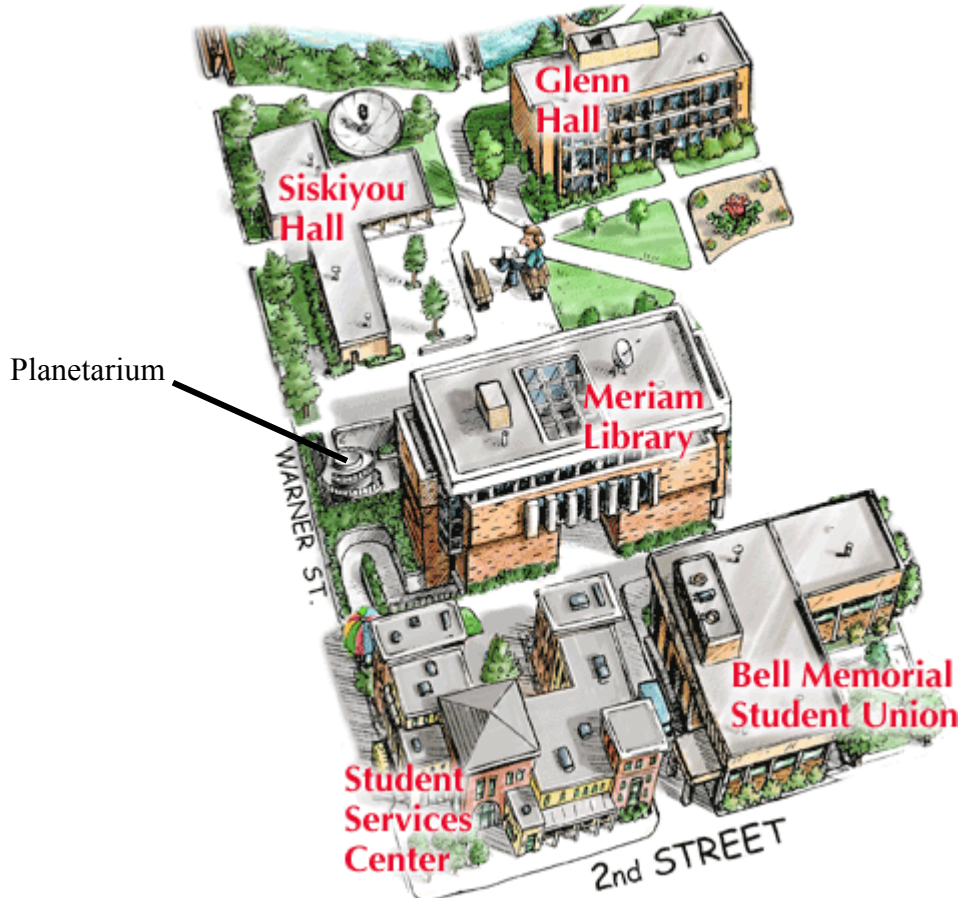 Glenn
Hall
Siskiyou
Hall
Planetarium
Meriam
Library
WARNER ST.
Bell Memorial
Student Union
Student
Services
Center
2nd STREET